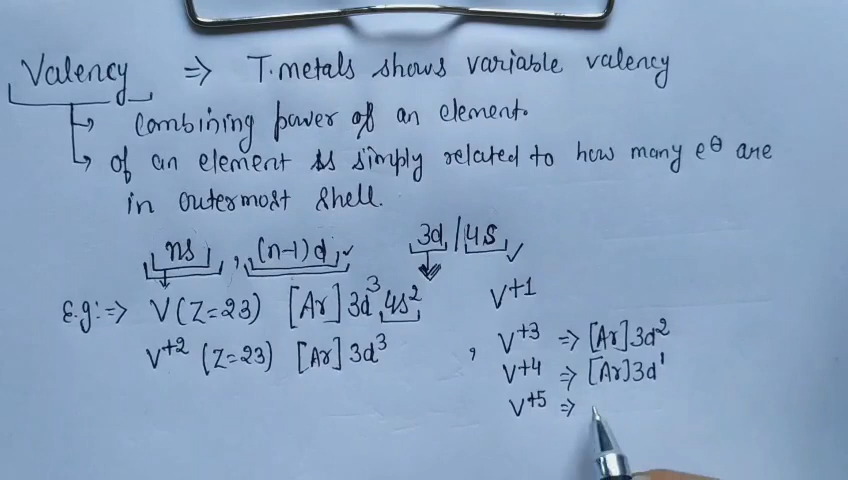 Valency => T.metals shows variable valency
combining power of an element.
of an element is simply related to how many e⊖ are
in outermost shell.
ns , (n-1)d ✓ 3d / 4s ✓
E.g:=> V (Z=23) [Ar] 3d³ 4s² V⁺¹
V⁺² (Z=23) [Ar] 3d³ , V⁺³ => [Ar] 3d²
V⁺⁴ => [Ar] 3d¹
V⁺⁵ =>